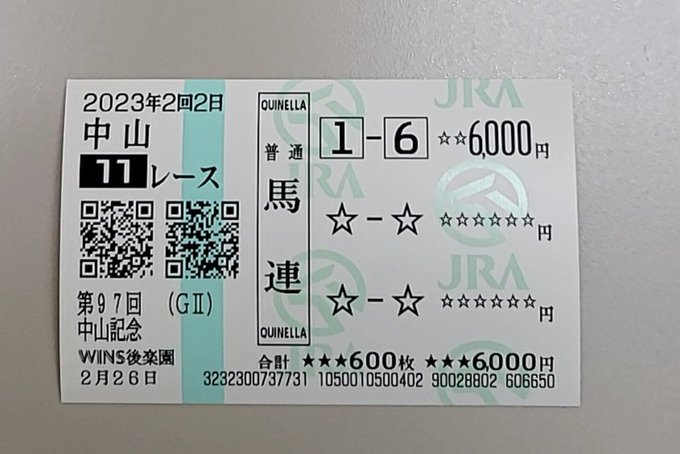 2023年2回2日
中山
11レース
第97回 (GⅡ)
中山記念
WINS後楽園
2月26日
QUINELLA
普通
馬連
QUINELLA
1-6 ☆☆6,000円
☆-☆ ☆☆☆☆☆☆円
☆-☆ ☆☆☆☆☆☆円
合計 ★★★600枚 ★★★6,000円
3232300737731 1050010500402 90028802 606650
JRA
JRA
JRA
JRA